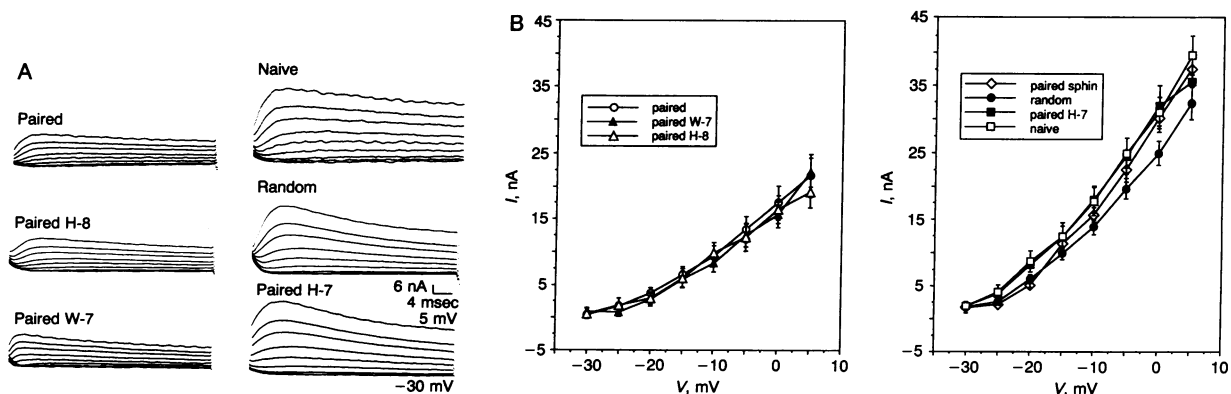 A
Paired
Paired H-8
Paired W-7
Naive
Random
6 nA
4 msec
Paired H-7
5 mV
−30 mV
B
45
35
25
15
5
−5
I, nA
paired
paired W-7
paired H-8
−30
−20
−10
0
10
V, mV
45
35
25
15
5
−5
I, nA
paired sphin
random
paired H-7
naive
−30
−20
−10
0
10
V, mV